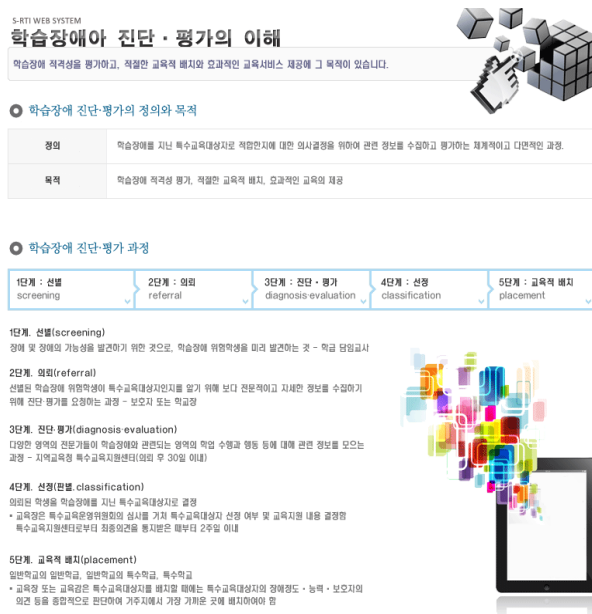 S-RTI WEB SYSTEM
학습장애아 진단·평가의 이해
학습장애 적격성을 평가하고, 적절한 교육적 배치와 효과적인 교육서비스 제공에 그 목적이 있습니다.
학습장애 진단·평가의 정의와 목적
정의 학습장애를 지닌 특수교육대상자로 적합한지에 대한 의사결정을 위하여 관련 정보를 수집하고 평가하는 체계적이고 다면적인 과정.
목적 학습장애 적격성 평가, 적절한 교육적 배치, 효과적인 교육의 제공
학습장애 진단·평가 과정
1단계 : 선별 2단계 : 의뢰 3단계 : 진단·평가 4단계 : 선정 5단계 : 교육적 배치
screening referral diagnosis·evaluation classification placement
1단계. 선별(screening)
장애 및 장애의 가능성을 발견하기 위한 것으로, 학습장애 위험학생을 미리 발견하는 것 - 학급 담임교사
2단계. 의뢰(referral)
선별된 학습장애 위험학생이 특수교육대상자인지를 알기 위해 보다 전문적이고 자세한 정보를 수집하기
위해 진단·평가를 요청하는 과정 - 보호자 또는 학교장
3단계. 진단·평가(diagnosis·evaluation)
다양한 영역의 전문가들이 학습장애와 관련되는 영역의 학업 수행과 행동 등에 대해 관련 정보를 모으는
과정 - 지역교육청 특수교육지원센터(의뢰 후 30일 이내)
4단계. 선정(판별.classification)
의뢰된 학생을 학습장애를 지닌 특수교육대상자로 결정
* 교육장은 특수교육운영위원회의 심사를 거쳐 특수교육대상자 선정 여부 및 교육지원 내용 결정함
특수교육지원센터로부터 최종의견을 통지받은 때부터 2주일 이내
5단계. 교육적 배치(placement)
일반학교의 일반학급, 일반학교의 특수학급, 특수학교
* 교육장 또는 교육감은 특수교육대상자를 배치할 때에는 특수교육대상자의 장애정도·능력·보호자의
의견 등을 종합적으로 판단하여 거주지에서 가장 가까운 곳에 배치하여야 함